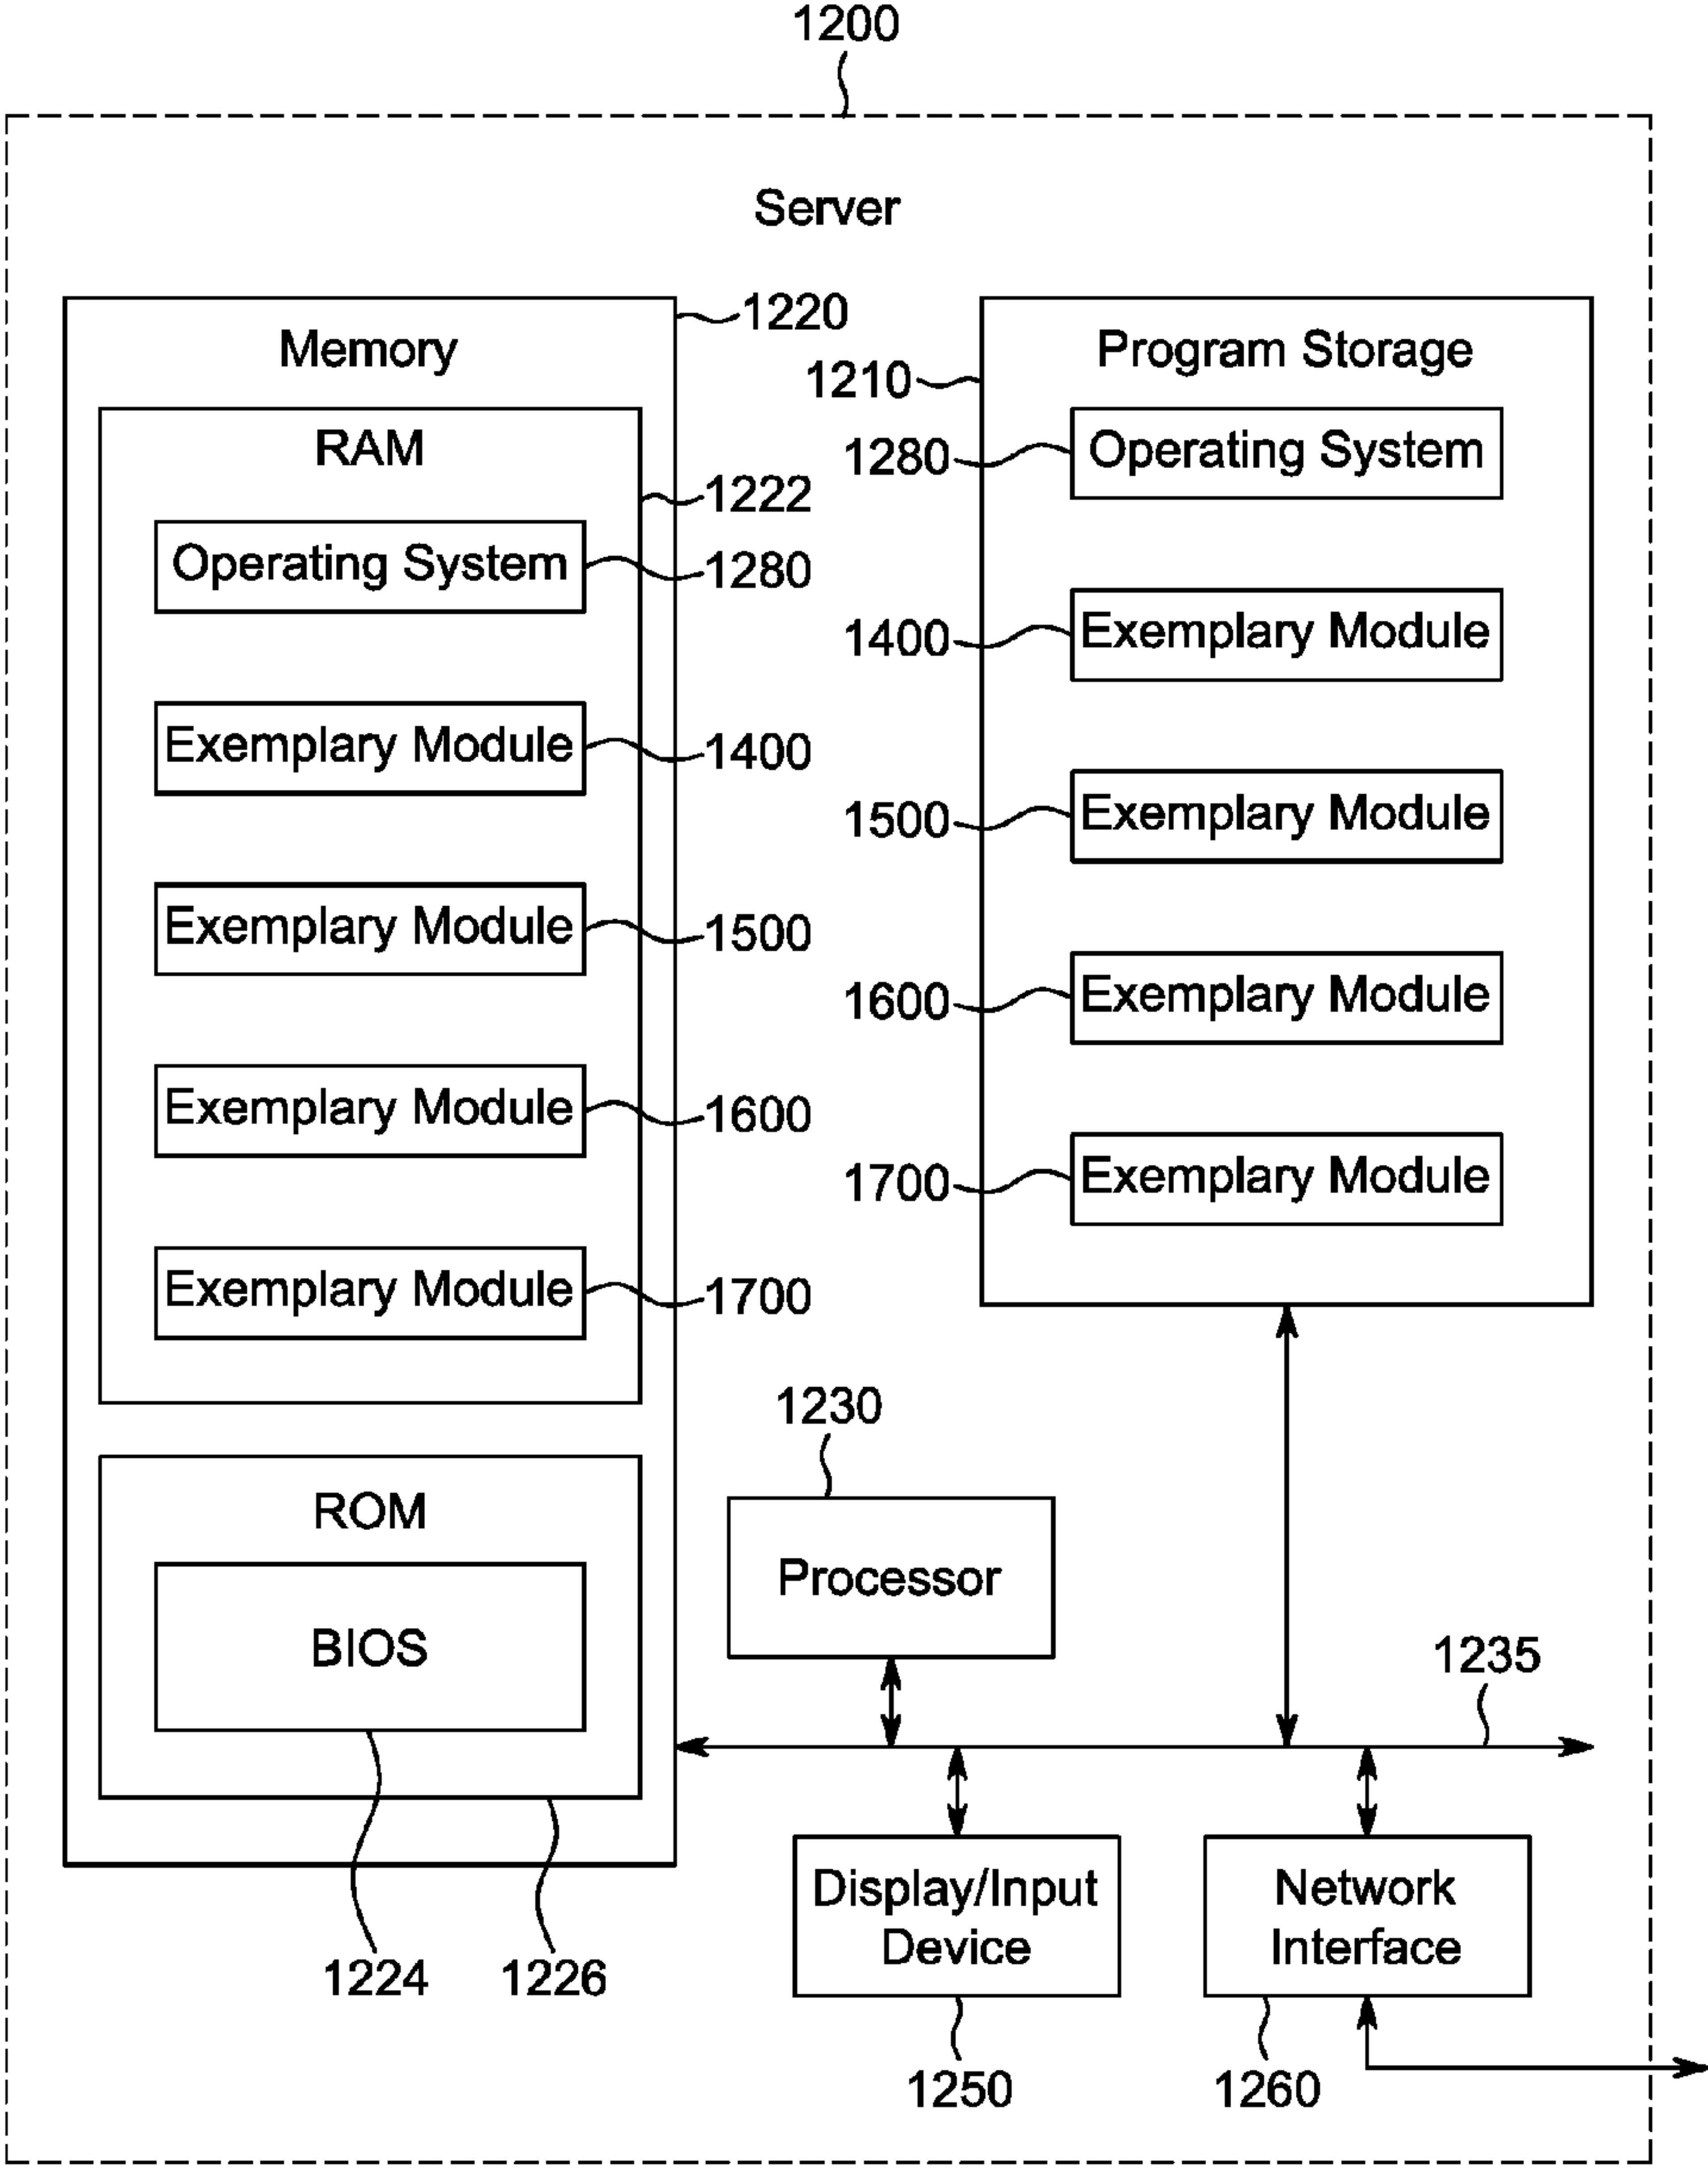 1200
Server
Memory
1220
RAM
1222
Operating System
1280
Exemplary Module
1400
Exemplary Module
1500
Exemplary Module
1600
Exemplary Module
1700
ROM
BIOS
1224
1226
Program Storage
1210
1280
Operating System
1400
Exemplary Module
1500
Exemplary Module
1600
Exemplary Module
1700
Exemplary Module
1230
Processor
1235
Display/Input
Device
1250
Network
Interface
1260